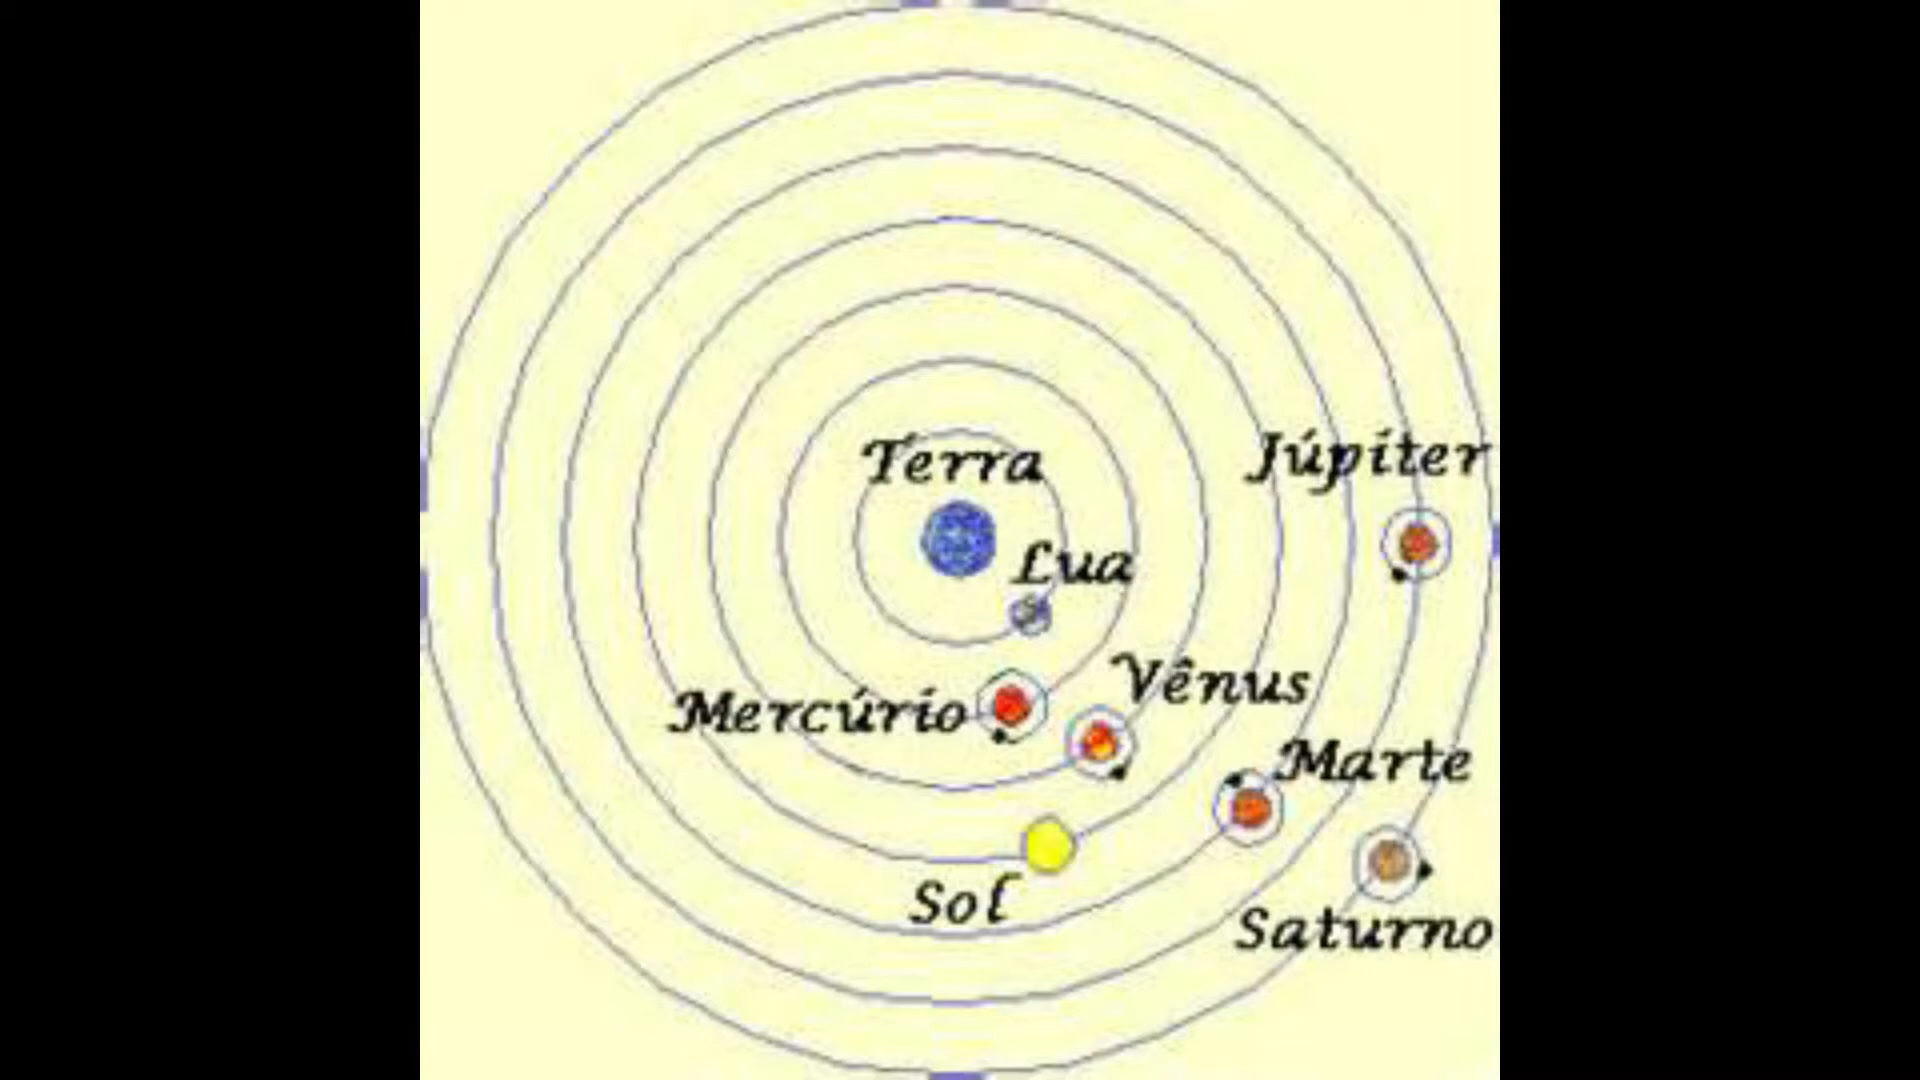 Terra
Júpiter
Lua
Mercúrio
Vênus
Marte
Sol
Saturno